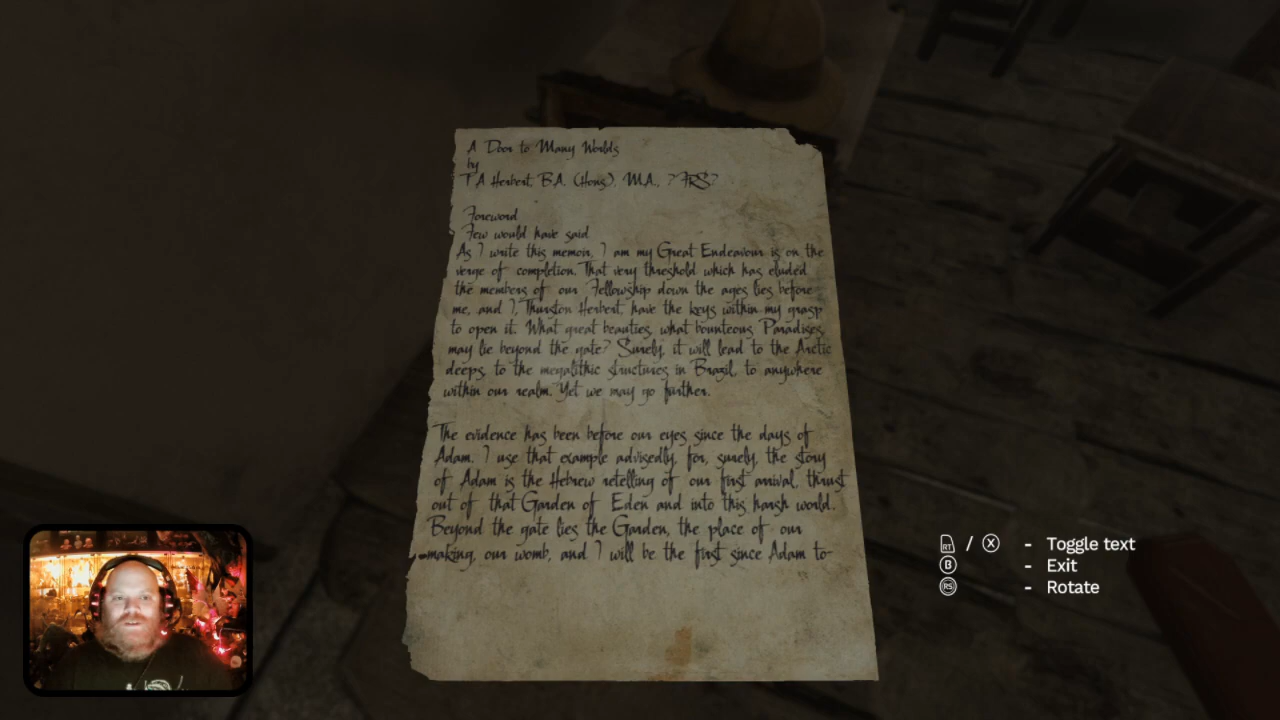 A Door to Many Worlds
by
T A Herbert, B.A. (Hons), M.A., ?FRS?
Foreword
Few would have said
As I write this memoir, I am my Great Endeavour is on the
verge of completion. That very threshold which has eluded
the members of our Fellowship down the ages lies before
me, and I, Thurston Herbert, have the keys within my grasp
to open it. What great beauties, what bounteous Paradises,
may lie beyond the gate? Surely, it will lead to the Arctic
deeps, to the megalithic structures in Brazil, to anywhere
within our realm. Yet we may go further.
The evidence has been before our eyes since the days of
Adam. I use that example advisedly, for, surely, the story
of Adam is the Hebrew retelling of our first arrival, thrust
out of that Garden of Eden and into this harsh world.
Beyond the gate lies the Garden, the place of our
making, our womb, and I will be the first since Adam to-
RT / X - Toggle text
B - Exit
RS - Rotate